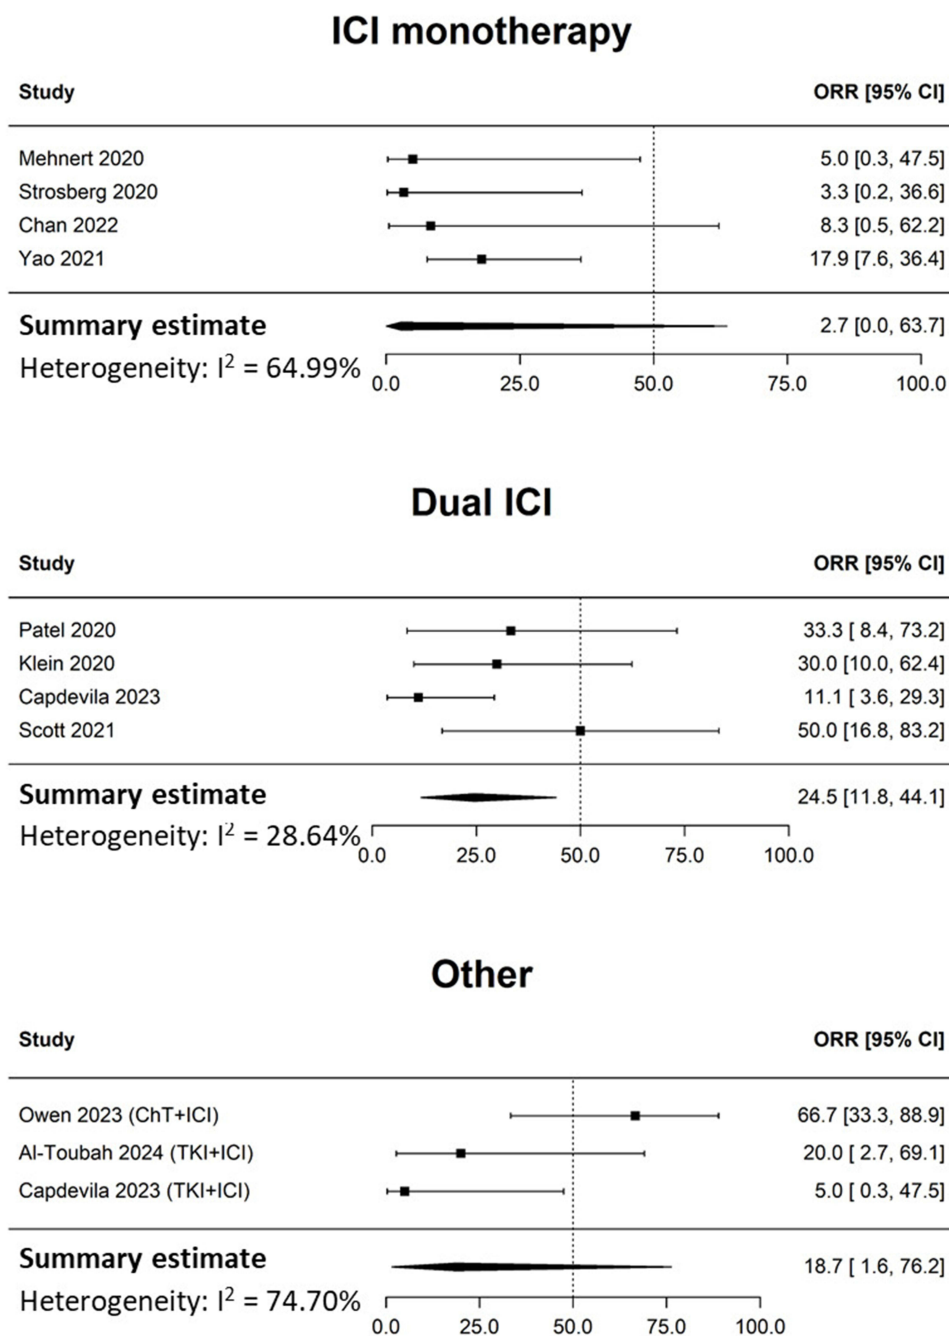 ICI monotherapy
Study ORR [95% CI]
Mehnert 2020 5.0 [0.3, 47.5]
Strosberg 2020 3.3 [0.2, 36.6]
Chan 2022 8.3 [0.5, 62.2]
Yao 2021 17.9 [7.6, 36.4]
Summary estimate 2.7 [0.0, 63.7]
Heterogeneity: I² = 64.99%
0.0 25.0 50.0 75.0 100.0
Dual ICI
Study ORR [95% CI]
Patel 2020 33.3 [ 8.4, 73.2]
Klein 2020 30.0 [10.0, 62.4]
Capdevila 2023 11.1 [ 3.6, 29.3]
Scott 2021 50.0 [16.8, 83.2]
Summary estimate 24.5 [11.8, 44.1]
Heterogeneity: I² = 28.64%
0.0 25.0 50.0 75.0 100.0
Other
Study ORR [95% CI]
Owen 2023 (ChT+ICI) 66.7 [33.3, 88.9]
Al-Toubah 2024 (TKI+ICI) 20.0 [ 2.7, 69.1]
Capdevila 2023 (TKI+ICI) 5.0 [ 0.3, 47.5]
Summary estimate 18.7 [ 1.6, 76.2]
Heterogeneity: I² = 74.70%
0.0 25.0 50.0 75.0 100.0